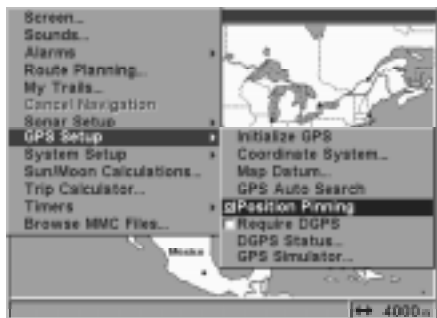 Screen...
Sounds...
Alarms
Route Planning...
My Trails...
Cancel Navigation
Sonar Setup
GPS Setup
System Setup
Sun/Moon Calculations...
Trip Calculator...
Timers
Browse MMC Files...
Initialize GPS
Coordinate System...
Map Datum...
GPS Auto Search
Position Pinning
Require DGPS
DGPS Status...
GPS Simulator...
Mexico
4000m